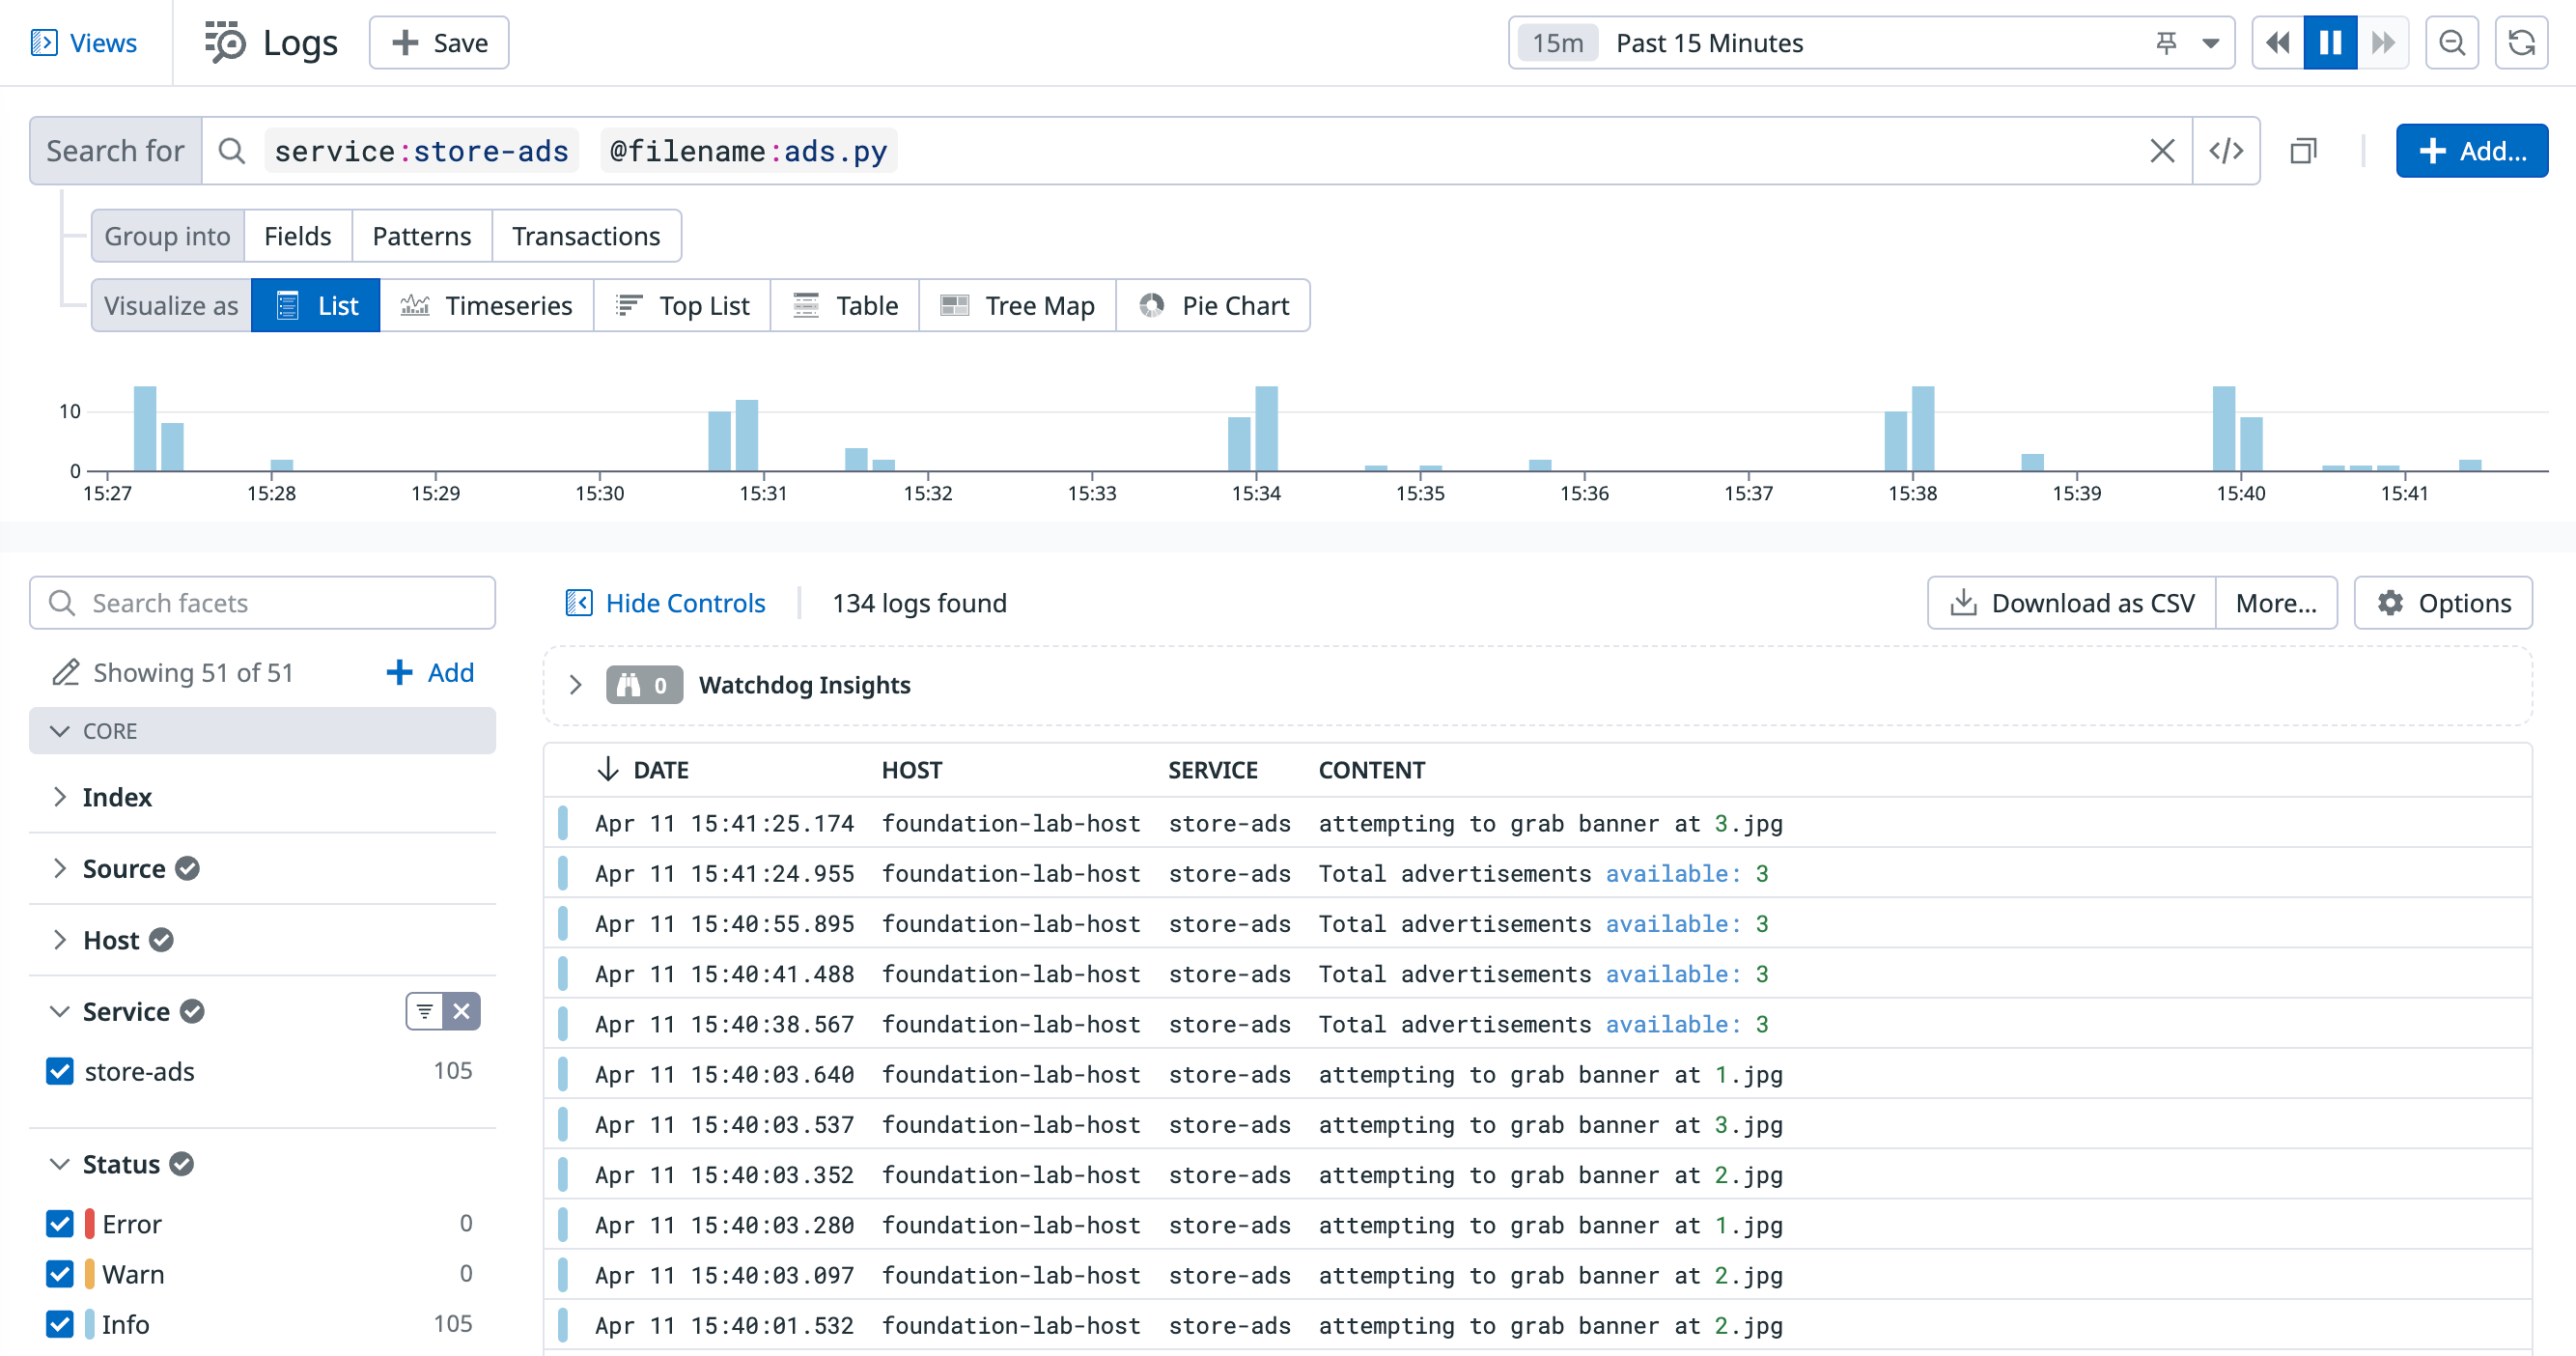 Views Logs + Save 15m Past 15 Minutes
Search for service:store-ads @filename:ads.py </> + Add...
Group into Fields Patterns Transactions
Visualize as List Timeseries Top List Table Tree Map Pie Chart
10
0
15:27 15:28 15:29 15:30 15:31 15:32 15:33 15:34 15:35 15:36 15:37 15:38 15:39 15:40 15:41
Search facets
Showing 51 of 51 + Add
CORE
Index
Source
Host
Service
store-ads 105
Status
Error 0
Warn 0
Info 105
Hide Controls 134 logs found Download as CSV More... Options
0 Watchdog Insights
DATE HOST SERVICE CONTENT
Apr 11 15:41:25.174 foundation-lab-host store-ads attempting to grab banner at 3.jpg
Apr 11 15:41:24.955 foundation-lab-host store-ads Total advertisements available: 3
Apr 11 15:40:55.895 foundation-lab-host store-ads Total advertisements available: 3
Apr 11 15:40:41.488 foundation-lab-host store-ads Total advertisements available: 3
Apr 11 15:40:38.567 foundation-lab-host store-ads Total advertisements available: 3
Apr 11 15:40:03.640 foundation-lab-host store-ads attempting to grab banner at 1.jpg
Apr 11 15:40:03.537 foundation-lab-host store-ads attempting to grab banner at 3.jpg
Apr 11 15:40:03.352 foundation-lab-host store-ads attempting to grab banner at 2.jpg
Apr 11 15:40:03.280 foundation-lab-host store-ads attempting to grab banner at 1.jpg
Apr 11 15:40:03.097 foundation-lab-host store-ads attempting to grab banner at 2.jpg
Apr 11 15:40:01.532 foundation-lab-host store-ads attempting to grab banner at 2.jpg